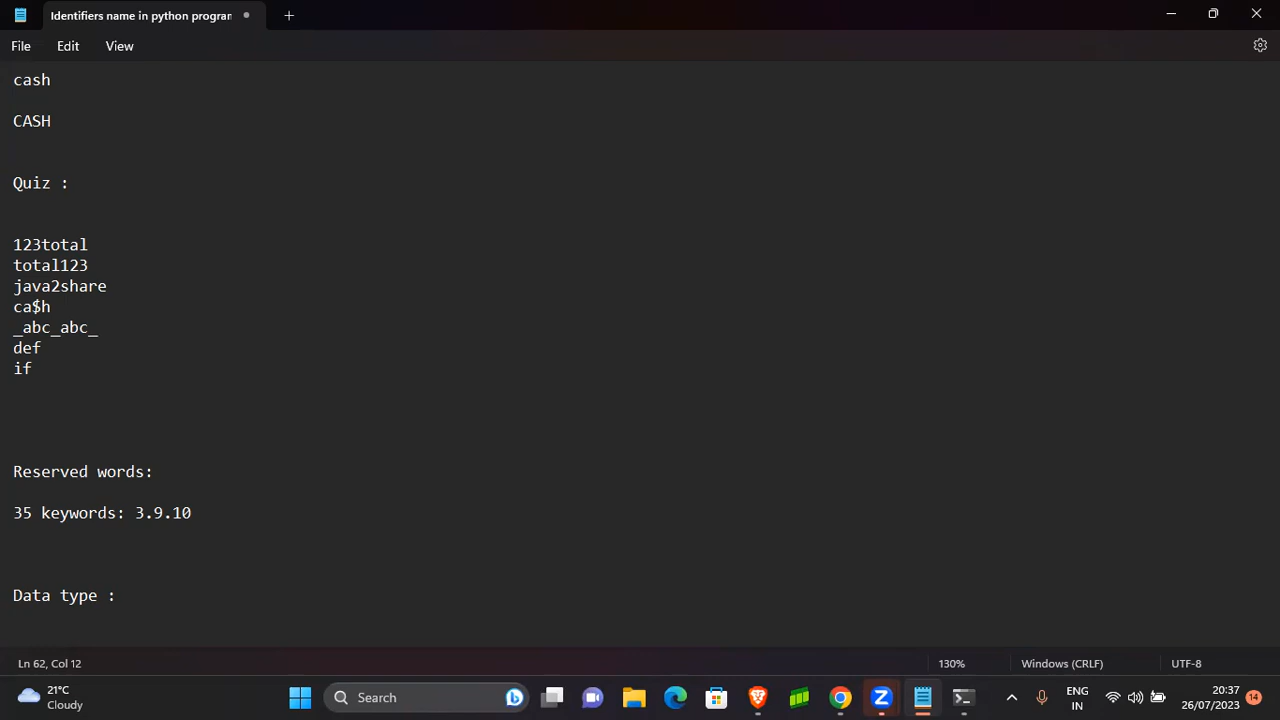 Identifiers name in python progran
File Edit View
cash
CASH
Quiz :
123total
total123
java2share
ca$h
_abc_abc_
def
if
Reserved words:
35 keywords: 3.9.10
Data type :
Ln 62, Col 12
130%
Windows (CRLF)
UTF-8
21°C
Cloudy
Search
ENG
IN
20:37
26/07/2023
14